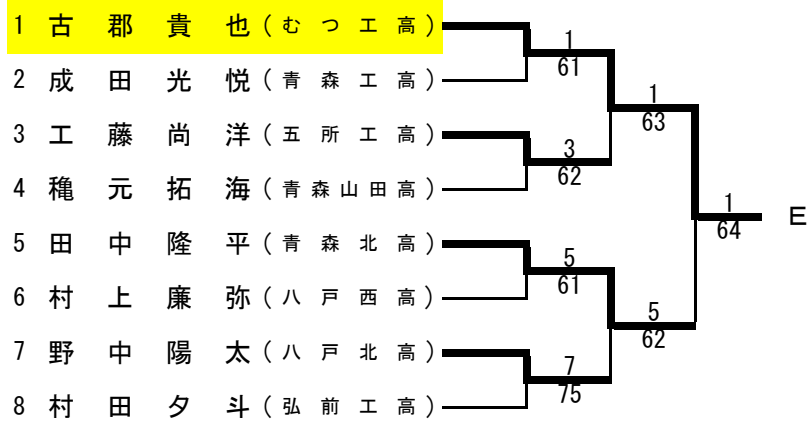 1 古郡貴也(むつ工高)
2 成田光悦(青森工高)
3 工藤尚洋(五所工高)
4 穐元拓海(青森山田高)
5 田中隆平(青森北高)
6 村上廉弥(八戸西高)
7 野中陽太(八戸北高)
8 村田夕斗(弘前工高)
1
61
3
62
5
61
7
75
1
63
5
62
1
64
E